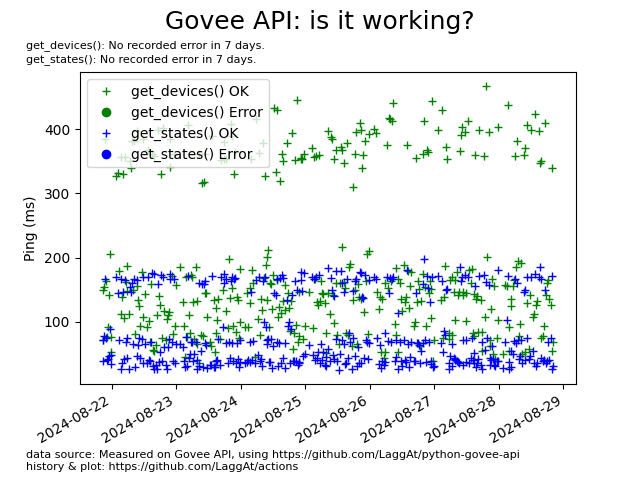 Govee API: is it working?
get_devices(): No recorded error in 7 days.
get_states(): No recorded error in 7 days.
get_devices() OK
get_devices() Error
get_states() OK
get_states() Error
Ping (ms)
400
300
200
100
2024-08-22
2024-08-23
2024-08-24
2024-08-25
2024-08-26
2024-08-27
2024-08-28
2024-08-29
data source: Measured on Govee API, using https://github.com/LaggAt/python-govee-api
history & plot: https://github.com/LaggAt/actions